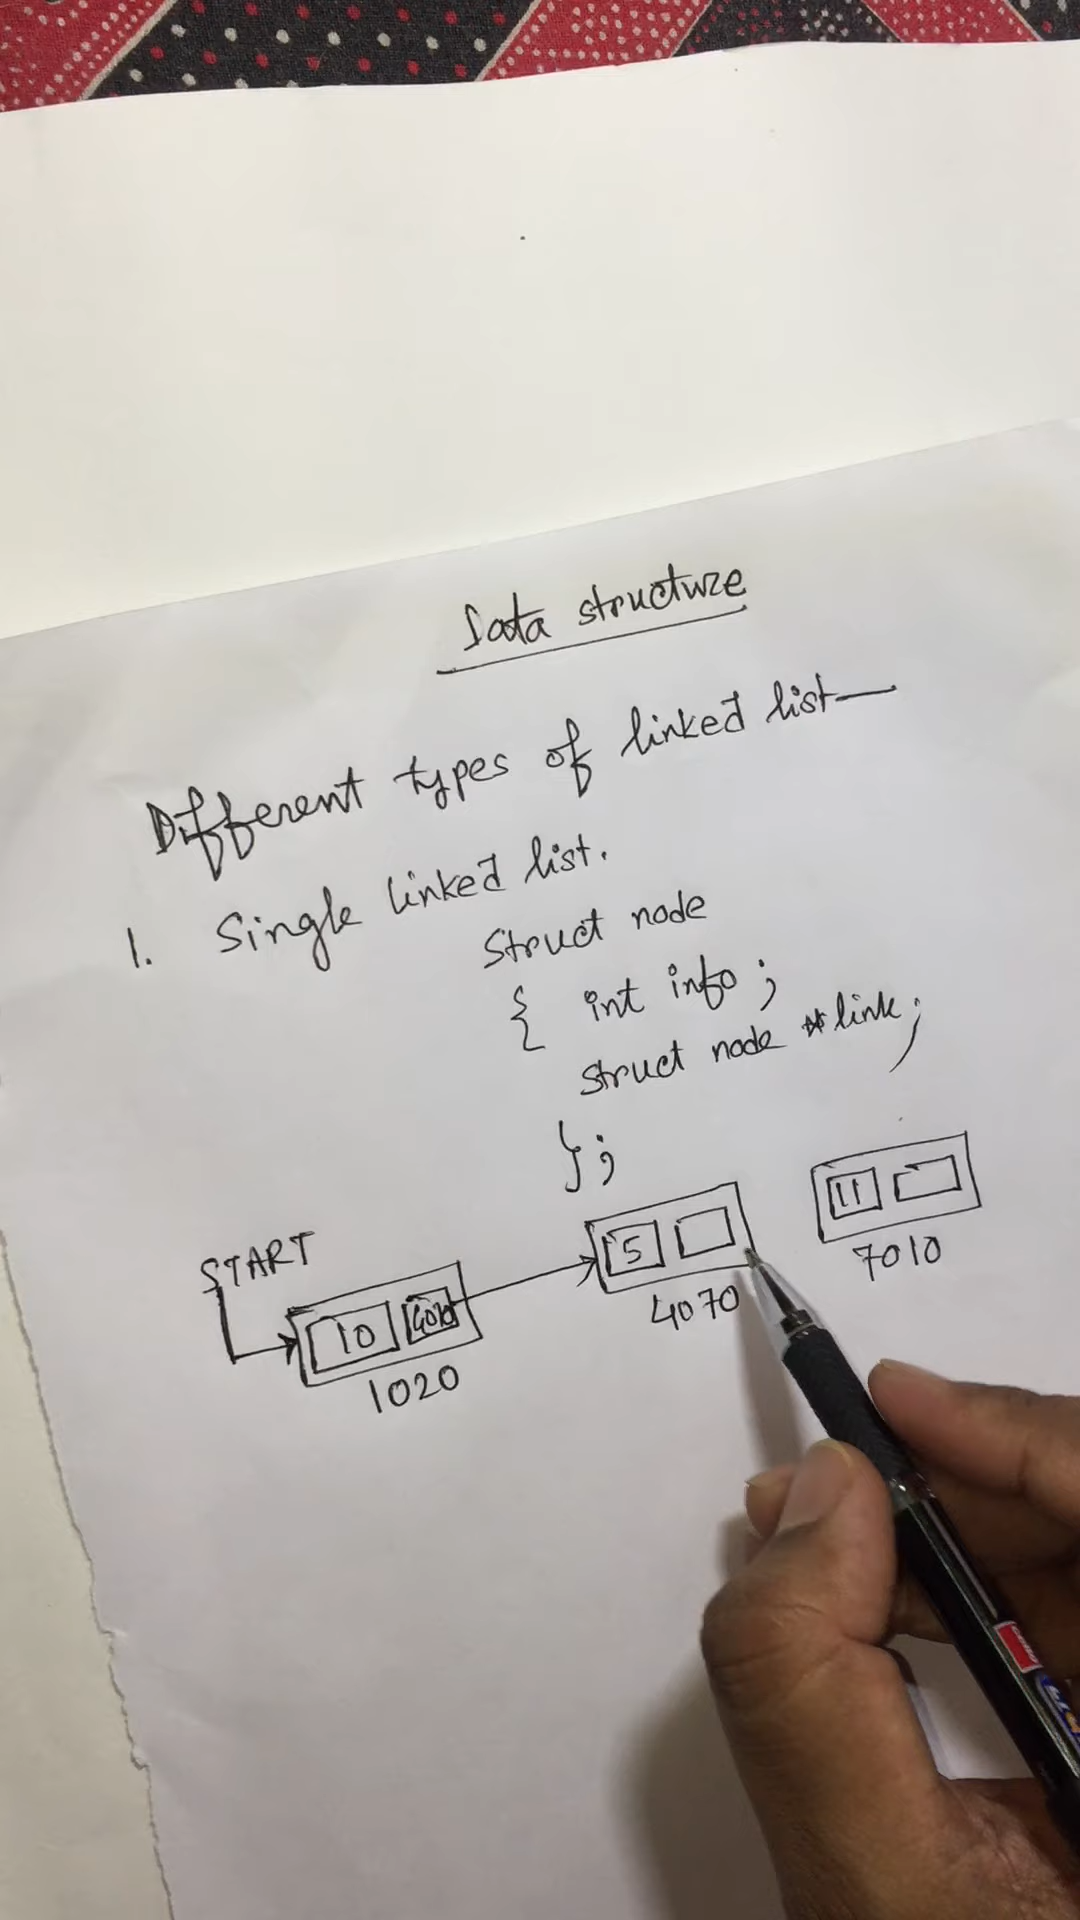 Data structure
Different types of linked list—
1. Single linked list.
struct node
{ int info;
struct node *link;
};
START
10 4070
1020
5
4070
11
7010